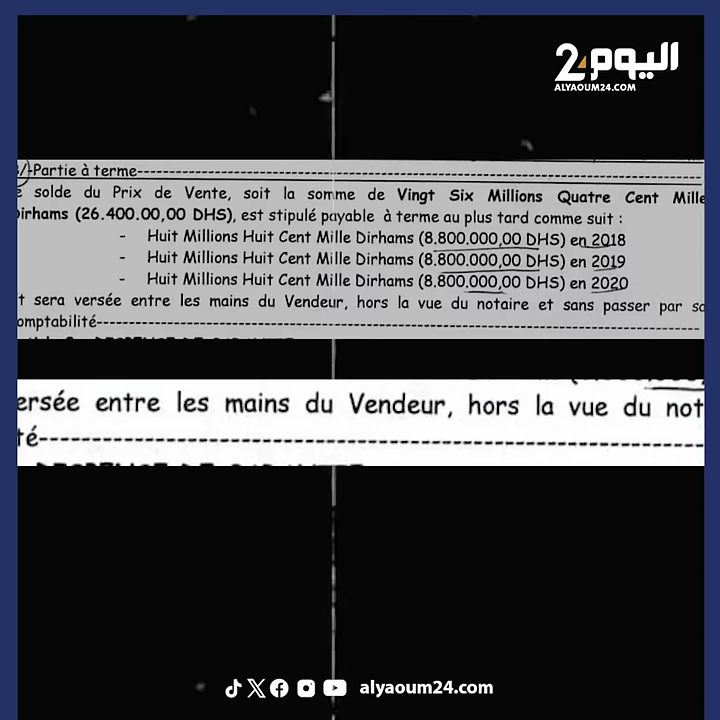 اليوم24
ALYAOUM24.COM
/-Partie à terme--------------------------------------------------------------------------------
solde du Prix de Vente, soit la somme de Vingt Six Millions Quatre Cent Mille
Dirhams (26.400.00,00 DHS), est stipulé payable à terme au plus tard comme suit :
- Huit Millions Huit Cent Mille Dirhams (8.800.000,00 DHS) en 2018
- Huit Millions Huit Cent Mille Dirhams (8.800.000,00 DHS) en 2019
- Huit Millions Huit Cent Mille Dirhams (8.800.000,00 DHS) en 2020
t sera versée entre les mains du Vendeur, hors la vue du notaire et sans passer par sa
omptabilité--------------------------------------------------------------------------------
ersée entre les mains du Vendeur, hors la vue du not
té--------------------------------------------------------
alyaoum24.com